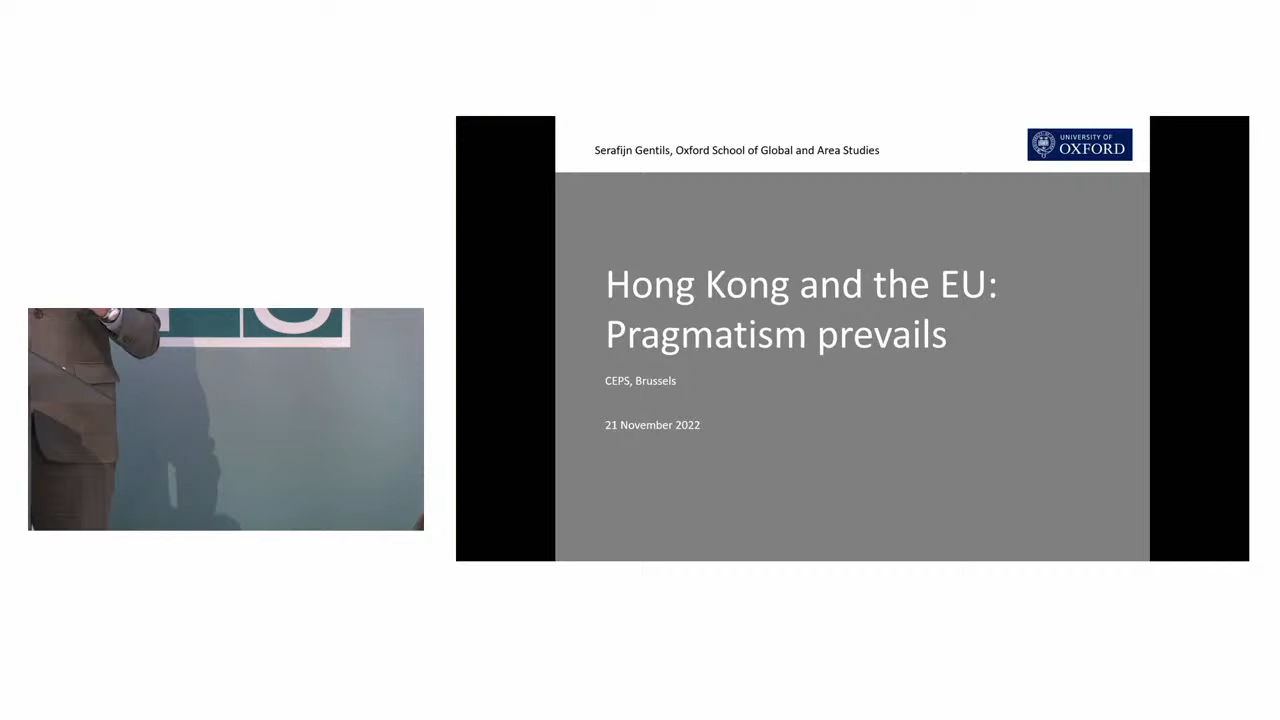 Serafijn Gentils, Oxford School of Global and Area Studies
UNIVERSITY OF
OXFORD
Hong Kong and the EU:
Pragmatism prevails
CEPS, Brussels
21 November 2022